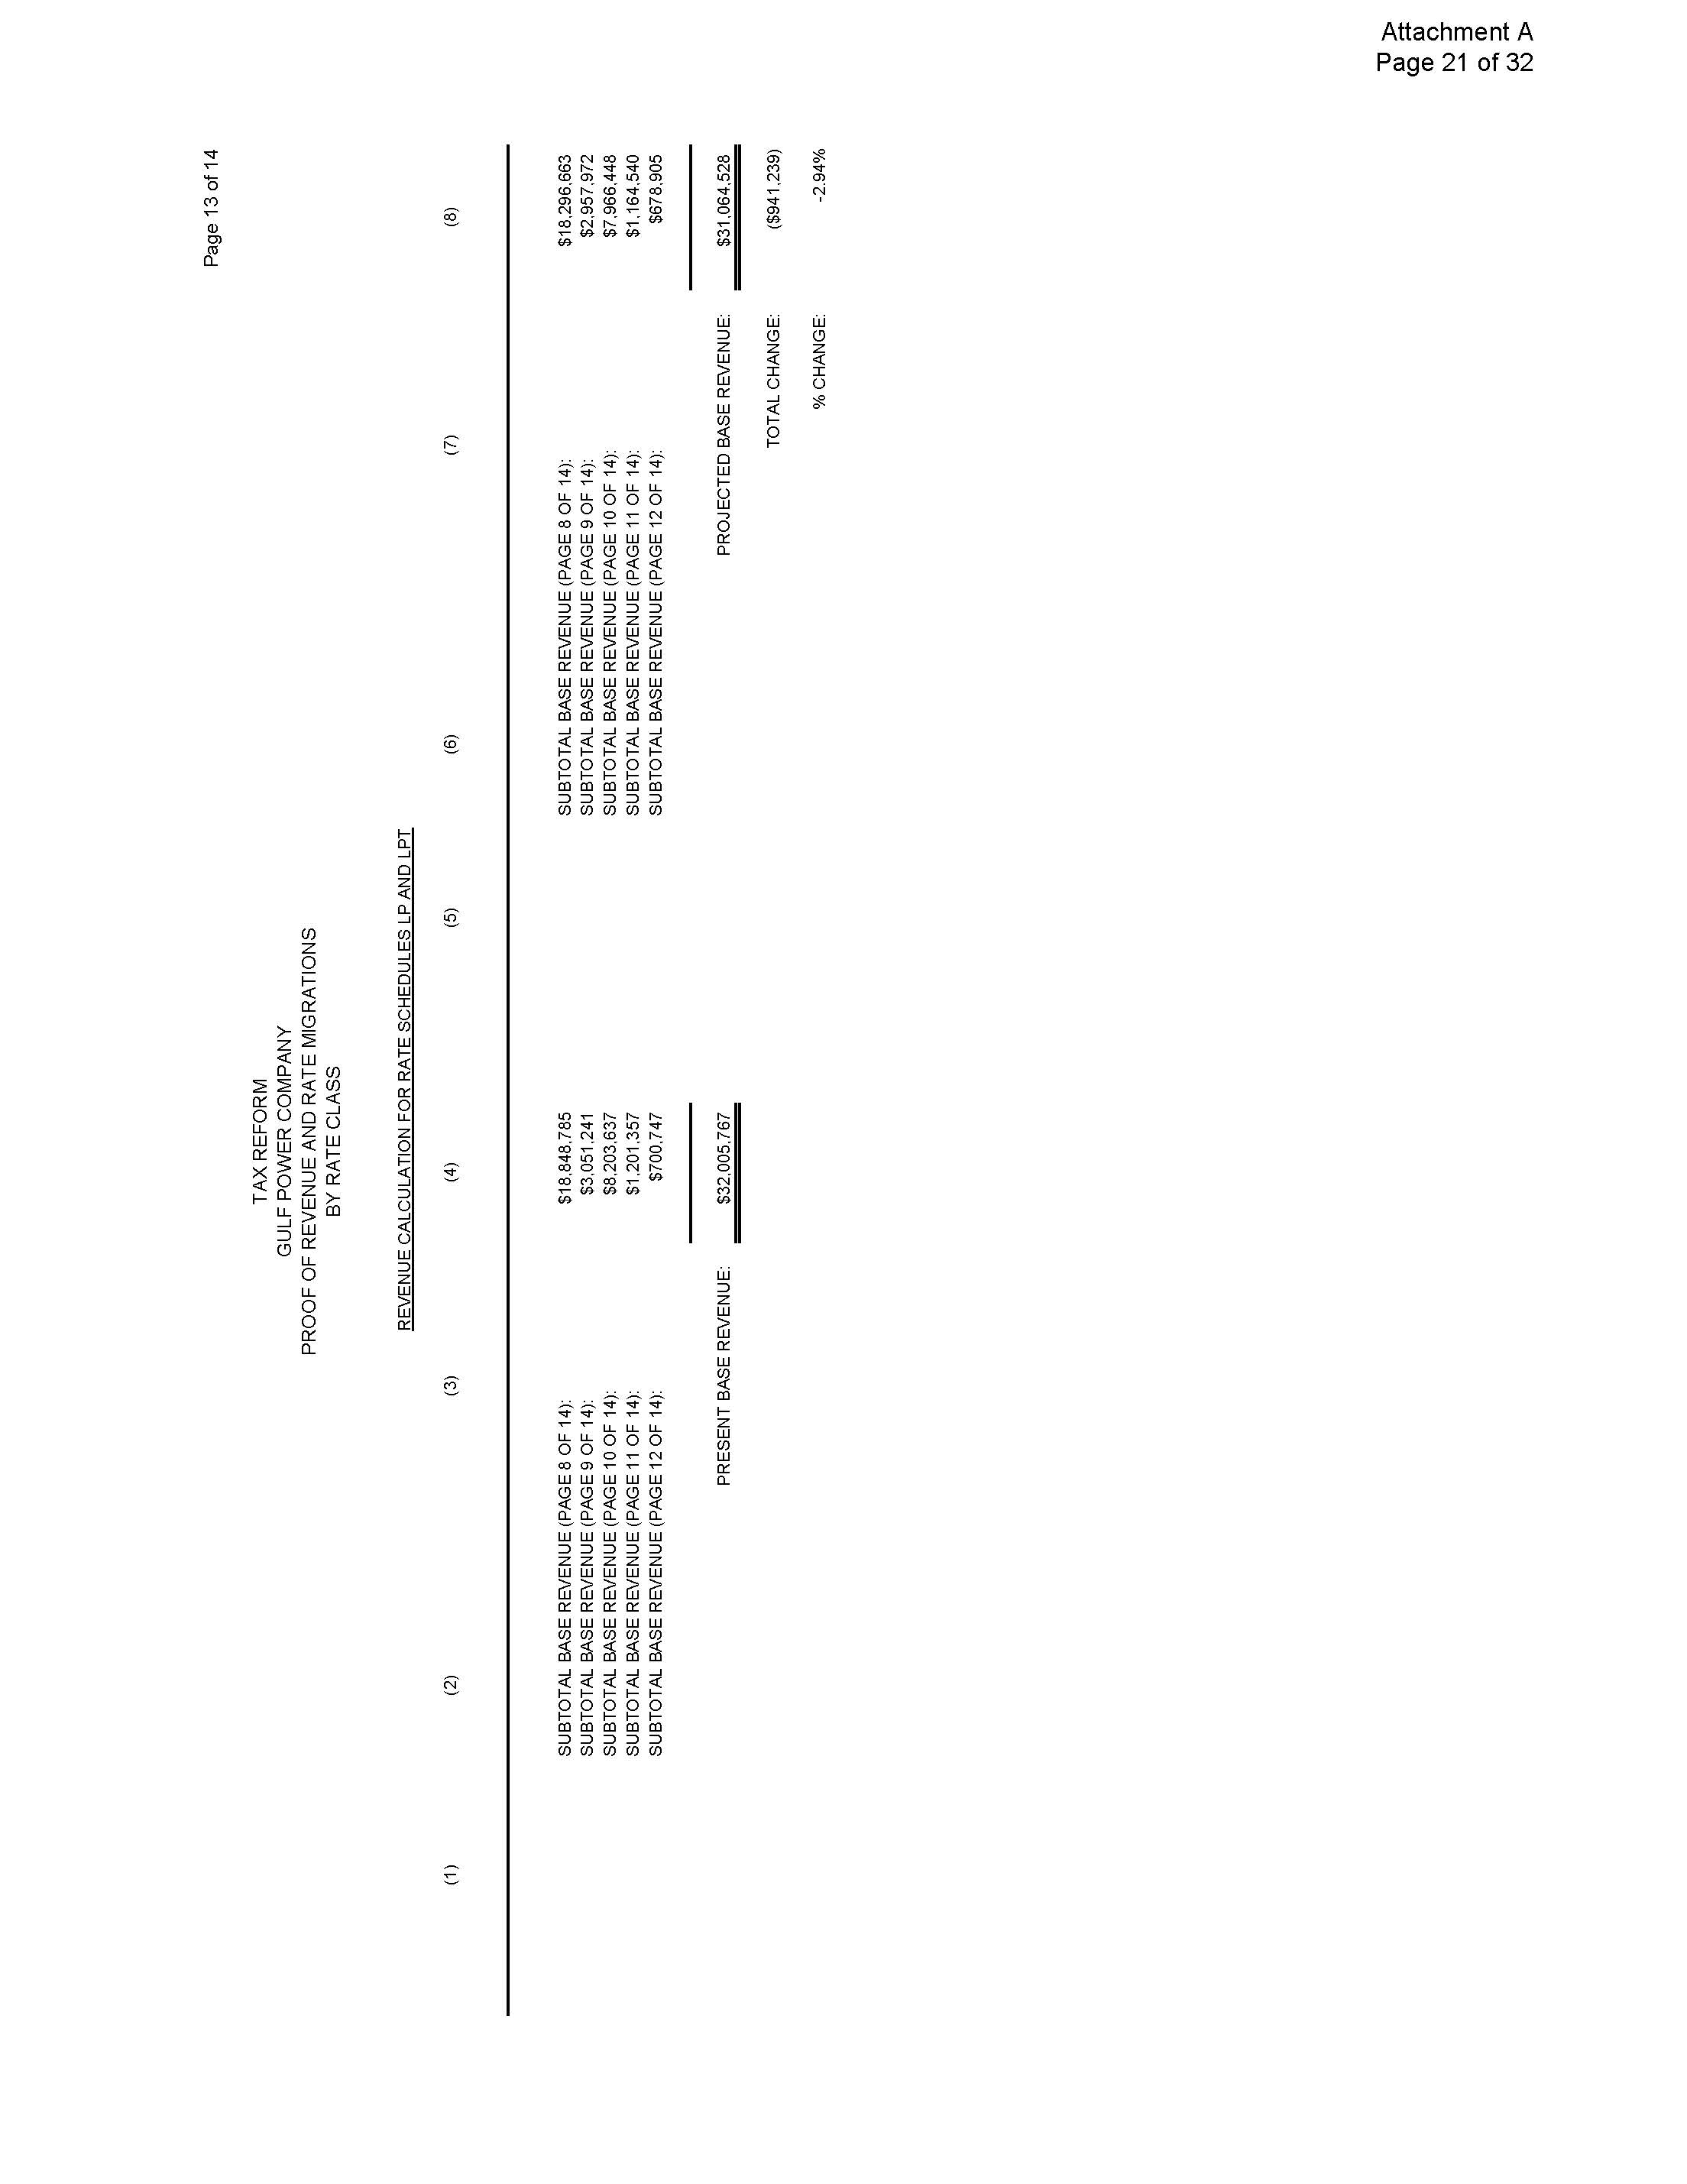 Attachment A
Page 21 of 32
Page 13 of 14
TAX REFORM
GULF POWER COMPANY
PROOF OF REVENUE AND RATE MIGRATIONS
BY RATE CLASS
REVENUE CALCULATION FOR RATE SCHEDULES LP AND LPT
(1) (2) (3) (4) (5) (6) (7) (8)
SUBTOTAL BASE REVENUE (PAGE 8 OF 14): $18,848,785 SUBTOTAL BASE REVENUE (PAGE 8 OF 14): $18,296,663
SUBTOTAL BASE REVENUE (PAGE 9 OF 14): $3,051,241 SUBTOTAL BASE REVENUE (PAGE 9 OF 14): $2,957,972
SUBTOTAL BASE REVENUE (PAGE 10 OF 14): $8,203,637 SUBTOTAL BASE REVENUE (PAGE 10 OF 14): $7,966,448
SUBTOTAL BASE REVENUE (PAGE 11 OF 14): $1,201,357 SUBTOTAL BASE REVENUE (PAGE 11 OF 14): $1,164,540
SUBTOTAL BASE REVENUE (PAGE 12 OF 14): $700,747 SUBTOTAL BASE REVENUE (PAGE 12 OF 14): $678,905
PRESENT BASE REVENUE: $32,005,767 PROJECTED BASE REVENUE: $31,064,528
TOTAL CHANGE: ($941,239)
% CHANGE: -2.94%